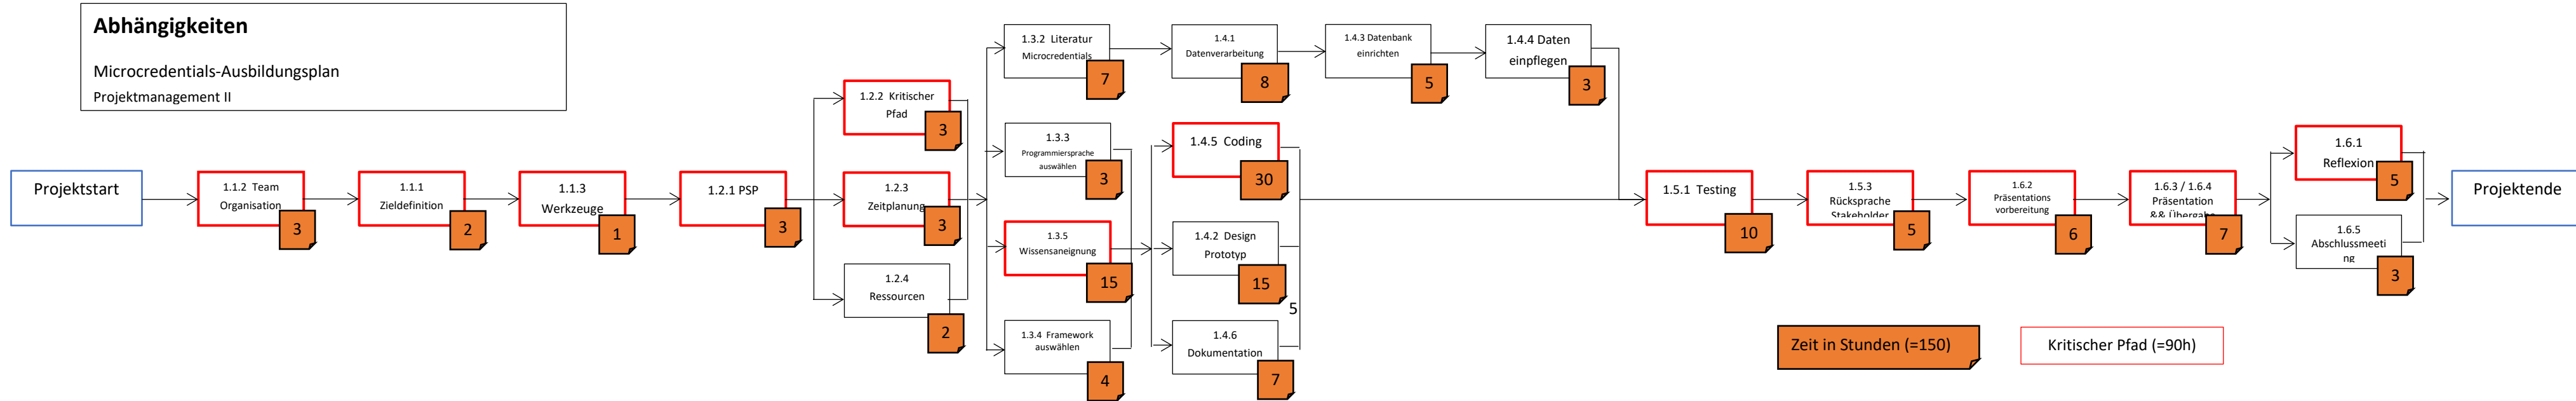 Abhängigkeiten
Microcredentials-Ausbildungsplan
Projektmanagement II
Projektstart
1.1.2 Team
Organisation
3
1.1.1
Zieldefinition
2
1.1.3
Werkzeuge
1
1.2.1 PSP
3
1.2.2 Kritischer
Pfad
3
1.2.3
Zeitplanung
3
1.2.4
Ressourcen
2
1.3.2 Literatur
Microcredentials
7
1.3.3
Programmiersprache
auswählen
3
1.3.5
Wissensaneignung
15
1.3.4 Framework
auswählen
4
1.4.1
Datenverarbeitung
8
1.4.3 Datenbank
einrichten
5
1.4.4 Daten
einpflegen
3
1.4.5 Coding
30
1.4.2 Design
Prototyp
15
5
1.4.6
Dokumentation
7
1.5.1 Testing
10
1.5.3
Rücksprache
Stakeholder
5
1.6.2
Präsentations
vorbereitung
6
1.6.3 / 1.6.4
Präsentation
&& Übergabe
7
1.6.1
Reflexion
5
1.6.5
Abschlussmeeti
ng
3
Projektende
Zeit in Stunden (=150)
Kritischer Pfad (=90h)